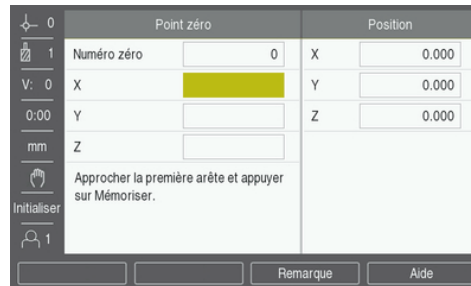 0
Point zéro
Position
1
Numéro zéro
0
X
0.000
V: 0
X
Y
0.000
0:00
Y
Z
0.000
mm
Z
Approcher la première arête et appuyer
sur Mémoriser.
Initialiser
1
Remarque
Aide